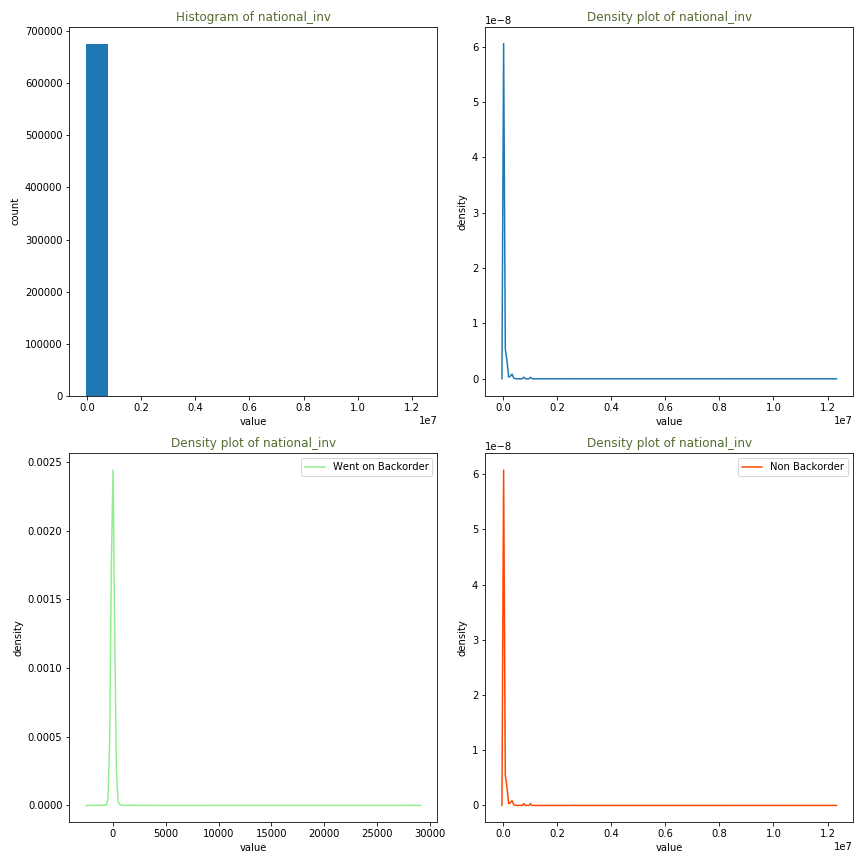 Histogram of national_inv
700000
600000
500000
400000
300000
200000
100000
0
count
0.0 0.2 0.4 0.6 0.8 1.0 1.2
1e7
value
Density plot of national_inv
1e−8
6
5
4
3
2
1
0
density
0.0 0.2 0.4 0.6 0.8 1.0 1.2
1e7
value
Density plot of national_inv
Went on Backorder
0.0025
0.0020
0.0015
0.0010
0.0005
0.0000
density
0 5000 10000 15000 20000 25000 30000
value
Density plot of national_inv
1e−8
Non Backorder
6
5
4
3
2
1
0
density
0.0 0.2 0.4 0.6 0.8 1.0 1.2
1e7
value